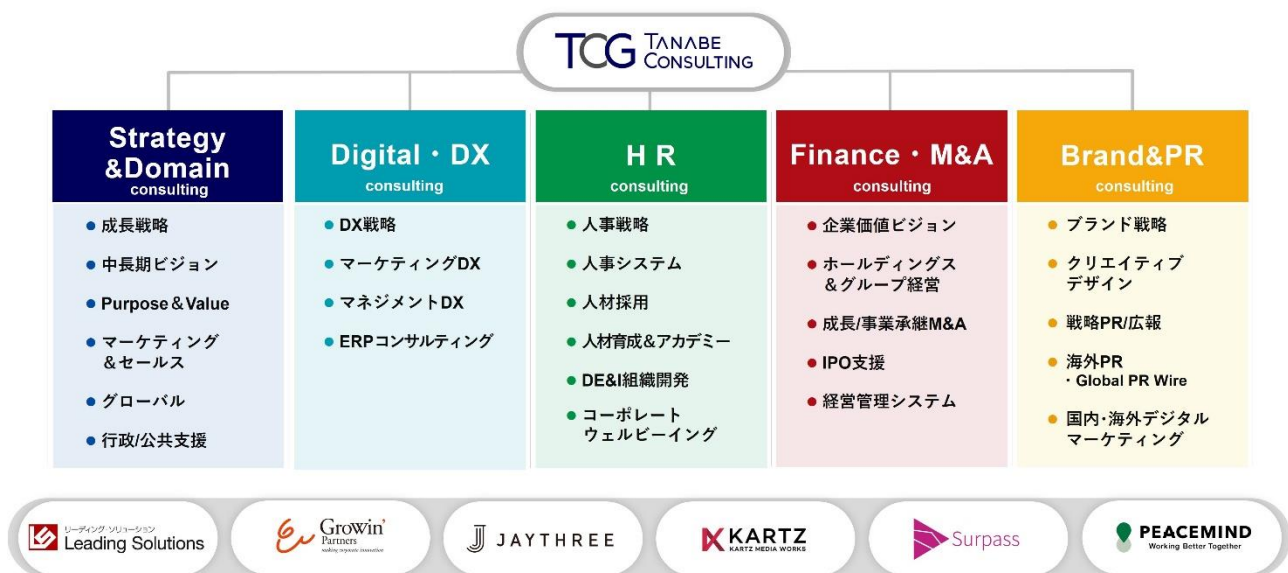 TCG TANABE
CONSULTING
Strategy
&Domain
consulting
● 成長戦略
● 中長期ビジョン
● Purpose＆Value
● マーケティング
＆セールス
● グローバル
● 行政/公共支援
Digital・DX
consulting
● DX戦略
● マーケティングDX
● マネジメントDX
● ERPコンサルティング
H R
consulting
● 人事戦略
● 人事システム
● 人材採用
● 人材育成&アカデミー
● DE&I組織開発
● コーポレート
ウェルビーイング
Finance・M&A
consulting
● 企業価値ビジョン
● ホールディングス
＆グループ経営
● 成長/事業承継M&A
● IPO支援
● 経営管理システム
Brand&PR
consulting
● ブランド戦略
● クリエイティブ
デザイン
● 戦略PR/広報
● 海外PR
・Global PR Wire
● 国内・海外デジタル
マーケティング
リーディング・ソリューション
Leading Solutions
Growin'
Partners
making corporate innovation
JAYTHREE
KARTZ
KARTZ MEDIA WORKS
Surpass
PEACEMIND
Working Better Together